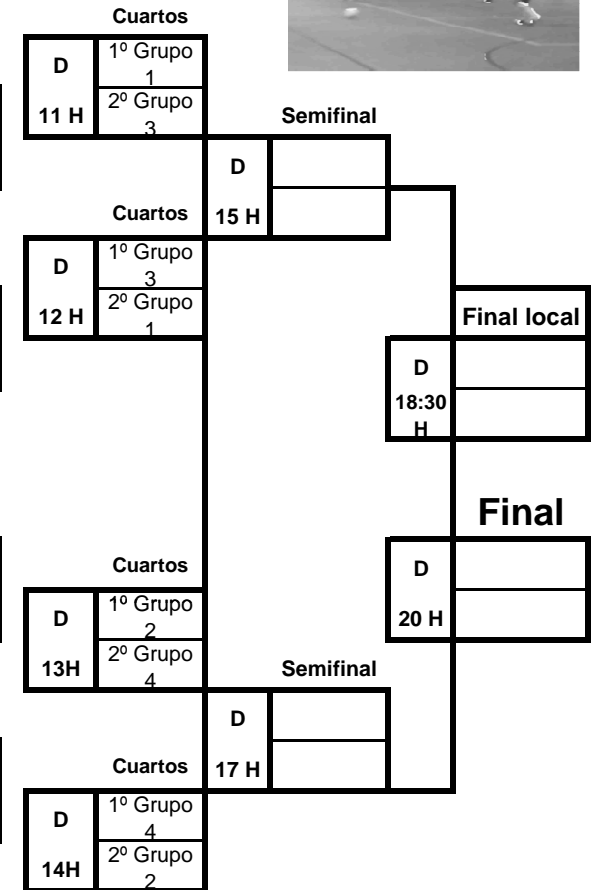 Cuartos
D
1º Grupo
1
11 H
2º Grupo
3
Semifinal
D
15 H
Cuartos
D
1º Grupo
3
12 H
2º Grupo
1
Final local
D
18:30
H
Final
D
20 H
Cuartos
D
1º Grupo
2
13H
2º Grupo
4
Semifinal
D
17 H
Cuartos
D
1º Grupo
4
14H
2º Grupo
2